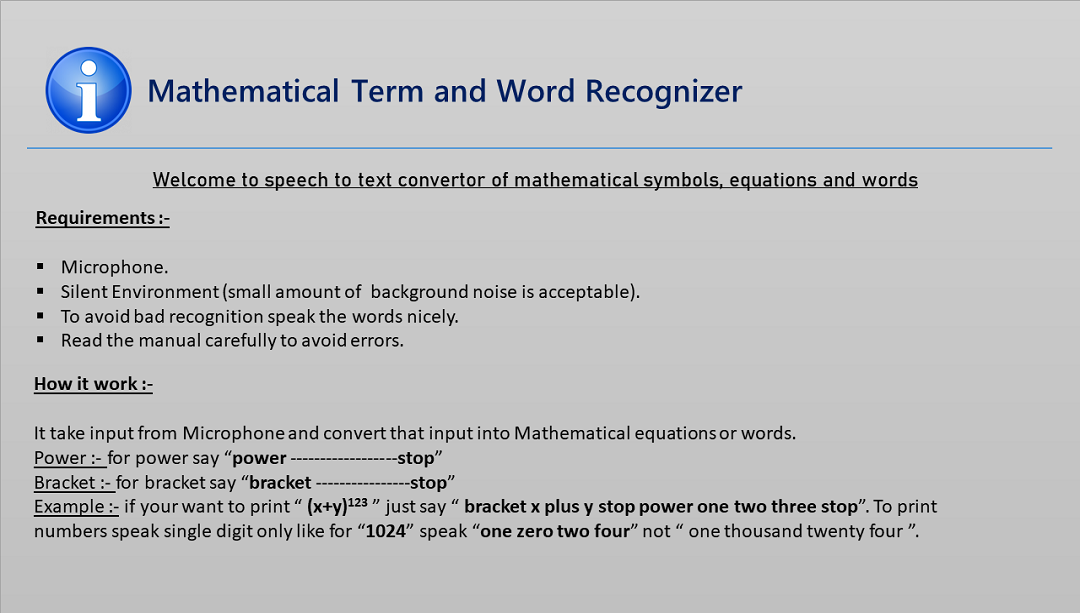 Mathematical Term and Word Recognizer
Welcome to speech to text convertor of mathematical symbols, equations and words
Requirements :-
▪ Microphone.
▪ Silent Environment (small amount of background noise is acceptable).
▪ To avoid bad recognition speak the words nicely.
▪ Read the manual carefully to avoid errors.
How it work :-
It take input from Microphone and convert that input into Mathematical equations or words.
Power :- for power say “power ------------------stop”
Bracket :- for bracket say “bracket ----------------stop”
Example :- if your want to print “ (x+y)¹²³ ” just say “ bracket x plus y stop power one two three stop”. To print
numbers speak single digit only like for “1024” speak “one zero two four” not “ one thousand twenty four ”.